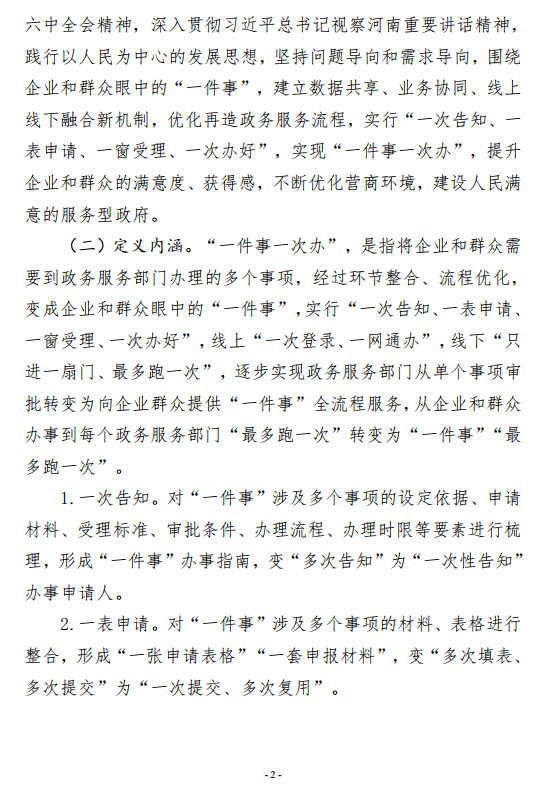 六中全会精神，深入贯彻习近平总书记视察河南重要讲话精神，
践行以人民为中心的发展思想，坚持问题导向和需求导向，围绕
企业和群众眼中的“一件事”，建立数据共享、业务协同、线上
线下融合新机制，优化再造政务服务流程，实行“一次告知、一
表申请、一窗受理、一次办好”，实现“一件事一次办”，提升
企业和群众的满意度、获得感，不断优化营商环境，建设人民满
意的服务型政府。
（二）定义内涵。“一件事一次办”，是指将企业和群众需
要到政务服务部门办理的多个事项，经过环节整合、流程优化，
变成企业和群众眼中的“一件事”，实行“一次告知、一表申请、
一窗受理、一次办好”，线上“一次登录、一网通办”，线下“只
进一扇门、最多跑一次”，逐步实现政务服务部门从单个事项审
批转变为向企业群众提供“一件事”全流程服务，从企业和群众
办事到每个政务服务部门“最多跑一次”转变为“一件事”“最
多跑一次”。
1.一次告知。对“一件事”涉及多个事项的设定依据、申请
材料、受理标准、审批条件、办理流程、办理时限等要素进行梳
理，形成“一件事”办事指南，变“多次告知”为“一次性告知”
办事申请人。
2.一表申请。对“一件事”涉及多个事项的材料、表格进行
整合，形成“一张申请表格”“一套申报材料”，变“多次填表、
多次提交”为“一次提交、多次复用”。
- 2 -